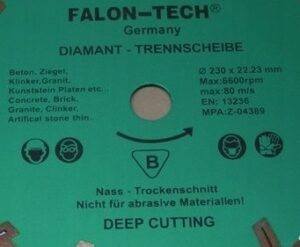 FALON-TECH®
Germany
DIAMANT - TRENNSCHEIBE
Beton, Ziegel,
Klinker, Granit,
Kunststein Platen etc...
Concrete, Brick,
Granite, Clinker,
Artifical stone thin..
Ø 230 x 22,23 mm
Max:6600rpm
max:80 m/s
EN: 13236
MPA:Z-04389
B
Nass - Trockenschnitt
Nicht für abrasive Materialien!
DEEP CUTTING